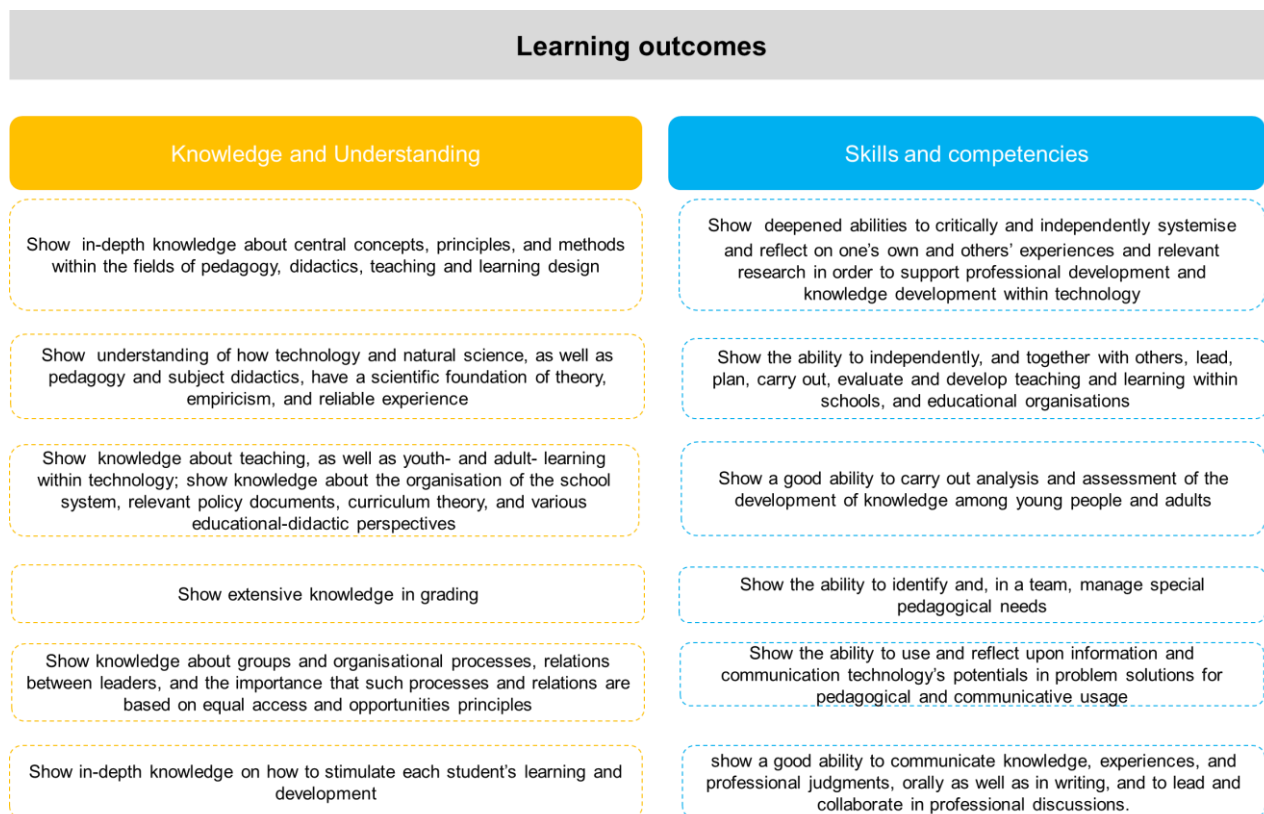 Learning outcomes
Knowledge and Understanding
Show in-depth knowledge about central concepts, principles, and methods
within the fields of pedagogy, didactics, teaching and learning design
Show understanding of how technology and natural science, as well as
pedagogy and subject didactics, have a scientific foundation of theory,
empiricism, and reliable experience
Show knowledge about teaching, as well as youth- and adult- learning
within technology; show knowledge about the organisation of the school
system, relevant policy documents, curriculum theory, and various
educational-didactic perspectives
Show extensive knowledge in grading
Show knowledge about groups and organisational processes, relations
between leaders, and the importance that such processes and relations are
based on equal access and opportunities principles
Show in-depth knowledge on how to stimulate each student's learning and
development
Skills and competencies
Show deepened abilities to critically and independently systemise
and reflect on one's own and others' experiences and relevant
research in order to support professional development and
knowledge development within technology
Show the ability to independently, and together with others, lead,
plan, carry out, evaluate and develop teaching and learning within
schools, and educational organisations
Show a good ability to carry out analysis and assessment of the
development of knowledge among young people and adults
Show the ability to identify and, in a team, manage special
pedagogical needs
Show the ability to use and reflect upon information and
communication technology's potentials in problem solutions for
pedagogical and communicative usage
show a good ability to communicate knowledge, experiences, and
professional judgments, orally as well as in writing, and to lead and
collaborate in professional discussions.